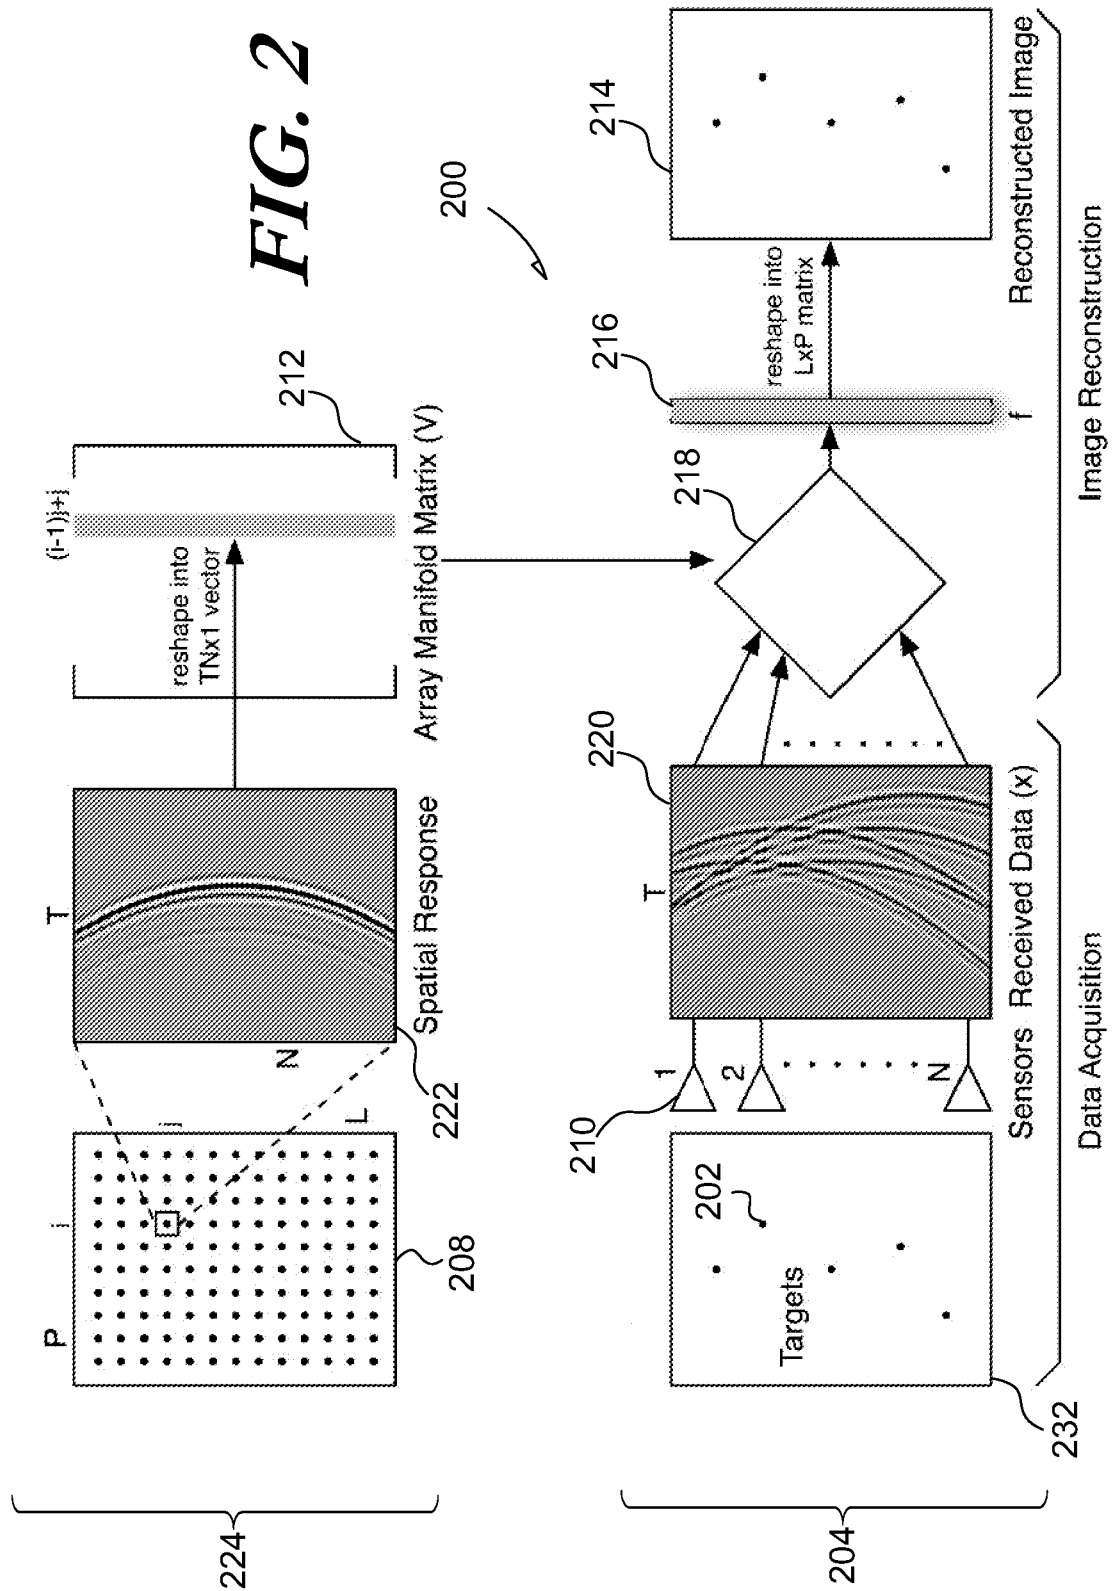 FIG. 2
200
224
P
i
j
L
208
T
N
222
Spatial Response
reshape into
TNx1 vector
(i-1)j+j
212
Array Manifold Matrix (V)
204
232
Targets
202
210
1
2
N
Sensors
T
220
Received Data (x)
Data Acquisition
218
216
f
reshape into
LxP matrix
214
Reconstructed Image
Image Reconstruction